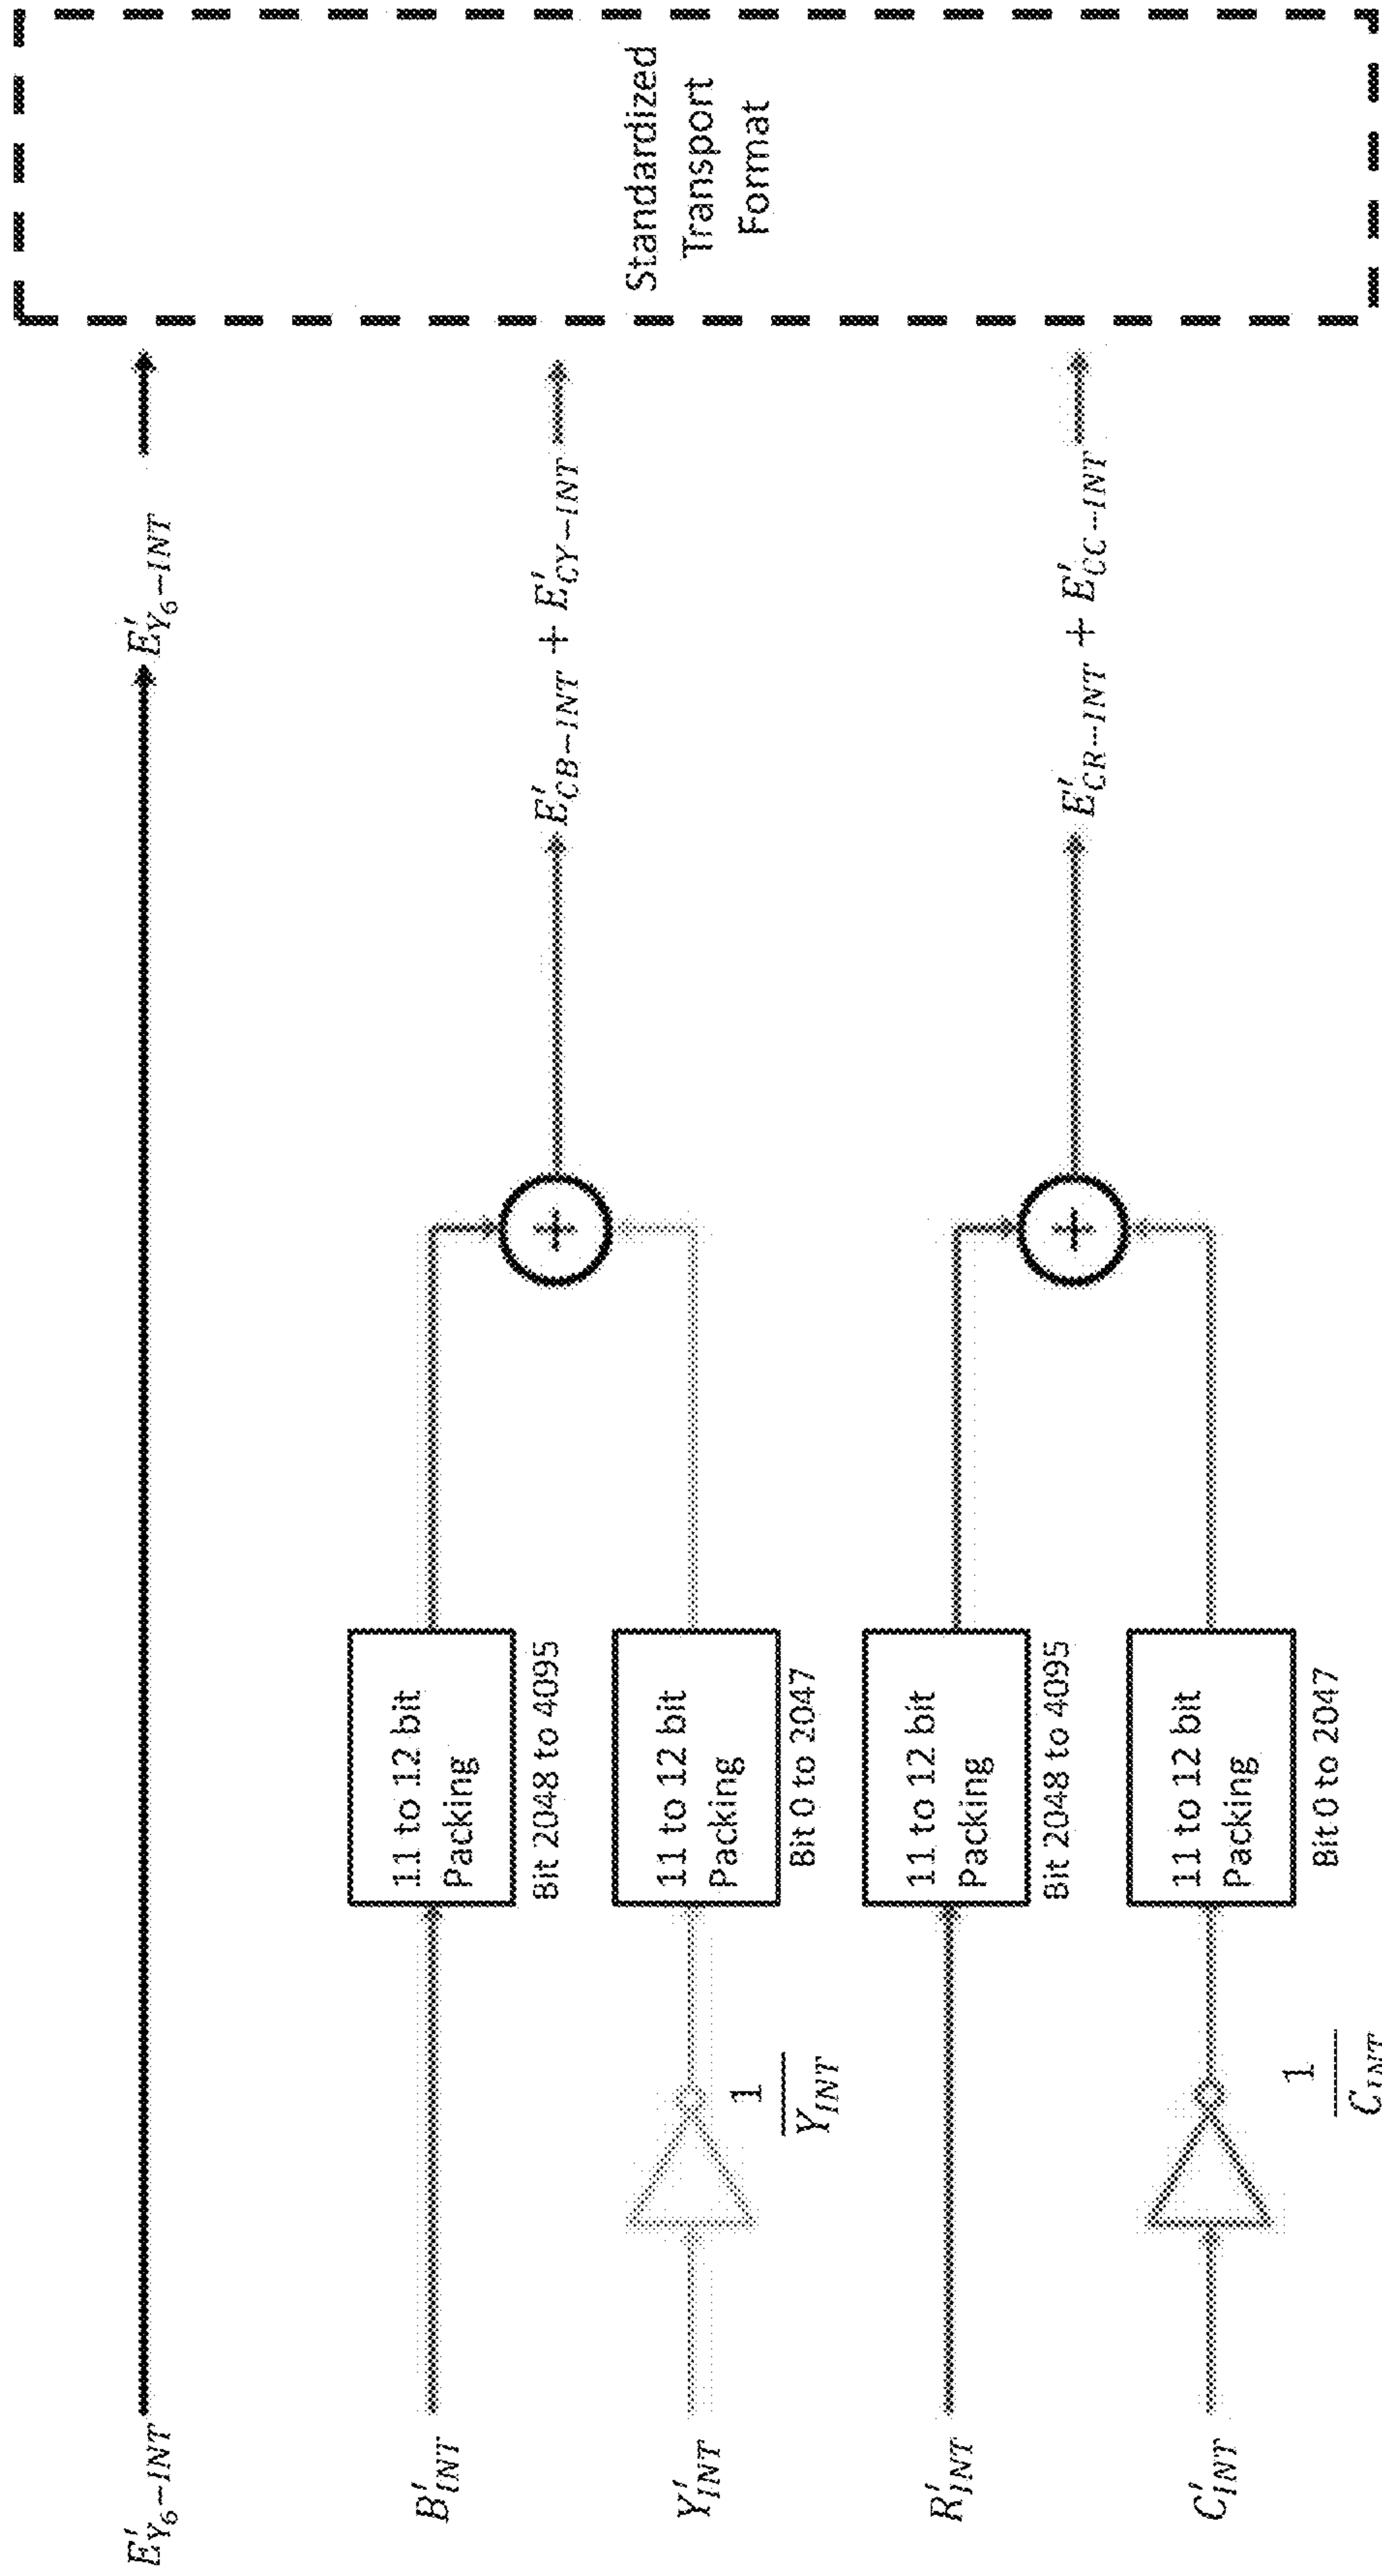 E′Y₆−INT
E′Y₆−INT
B′INT
11 to 12 bit
Packing
Bit 2048 to 4095
E′CB−INT + E′CY−INT
Y′INT
1
YINT
11 to 12 bit
Packing
Bit 0 to 2047
+
R′INT
11 to 12 bit
Packing
Bit 2048 to 4095
E′CR−INT + E′CC−INT
C′INT
1
CINT
11 to 12 bit
Packing
Bit 0 to 2047
+
Standardized
Transport
Format